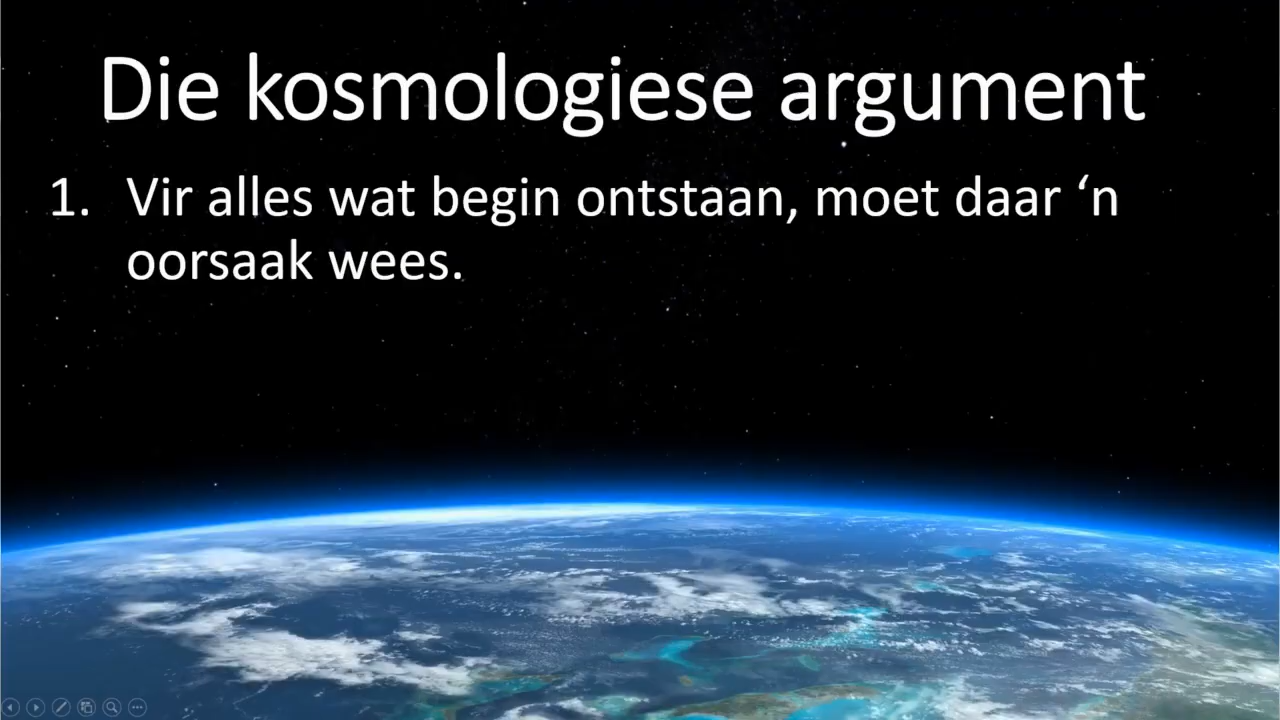 Die kosmologiese argument
1. Vir alles wat begin ontstaan, moet daar ‘n
oorsaak wees.